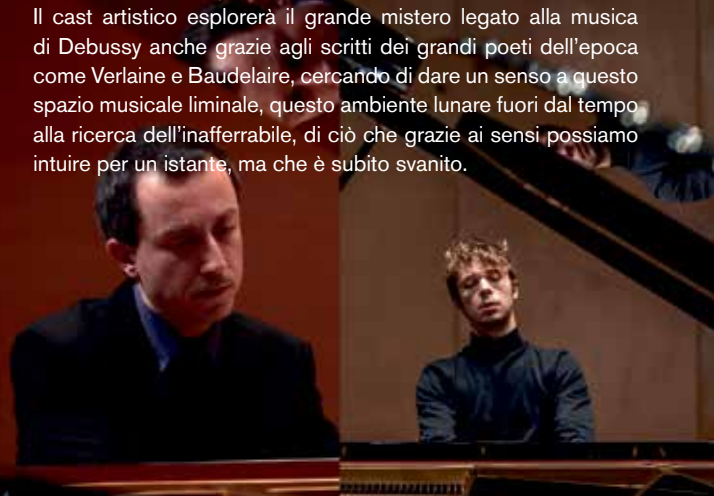 Il cast artistico esplorerà il grande mistero legato alla musica
di Debussy anche grazie agli scritti dei grandi poeti dell'epoca
come Verlaine e Baudelaire, cercando di dare un senso a questo
spazio musicale liminale, questo ambiente lunare fuori dal tempo
alla ricerca dell'inafferrabile, di ciò che grazie ai sensi possiamo
intuire per un istante, ma che è subito svanito.